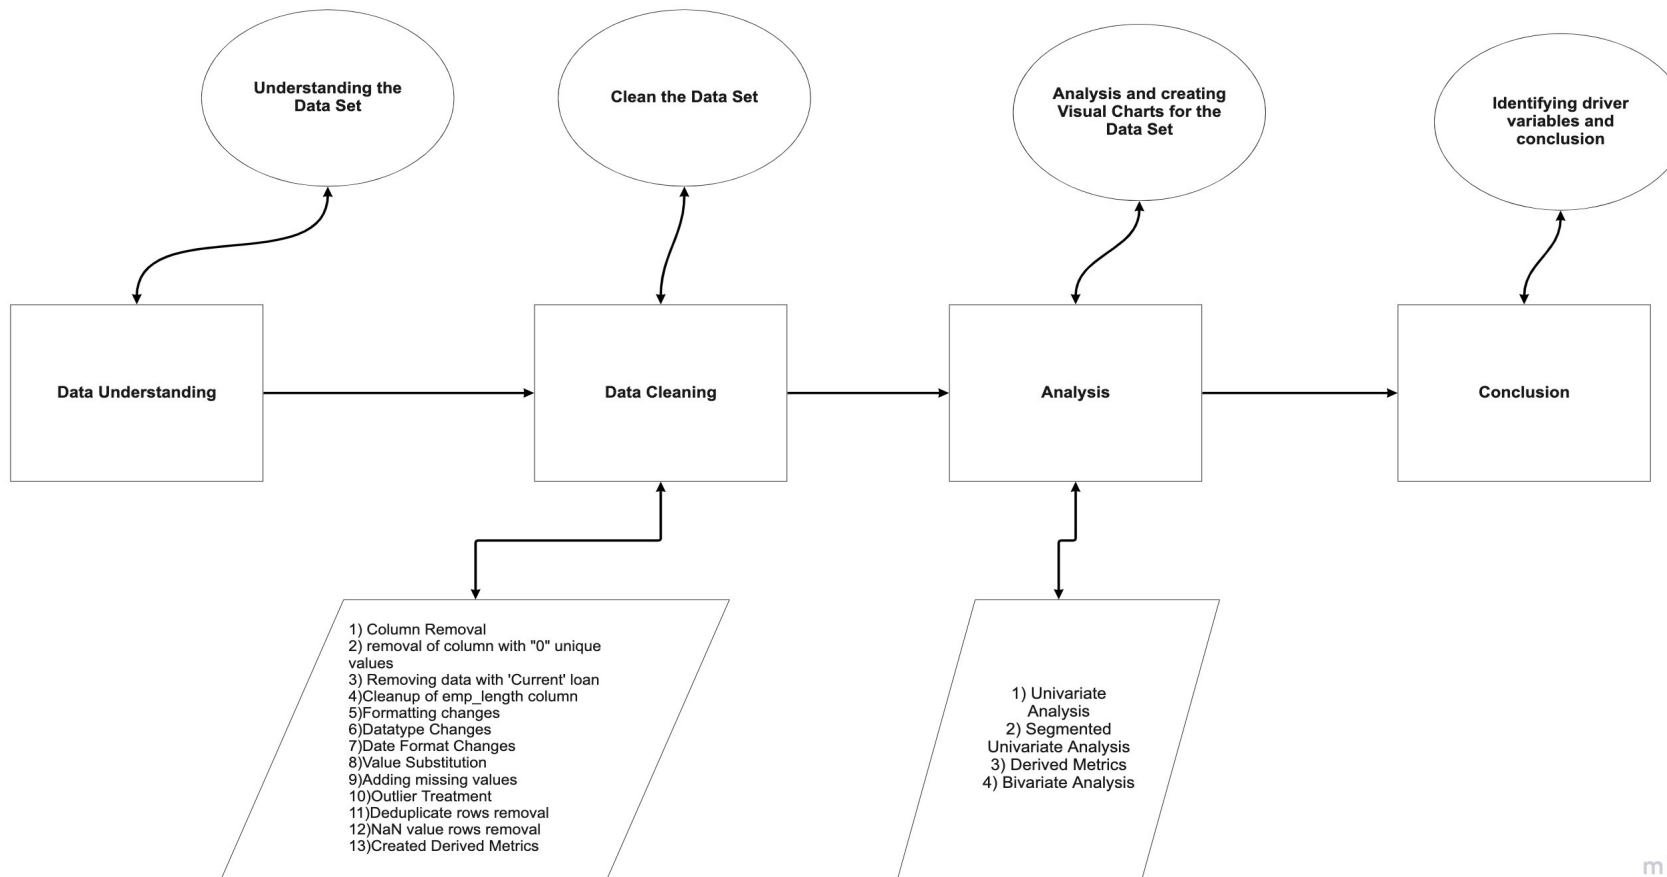 Understanding the
Data Set
Clean the Data Set
Analysis and creating
Visual Charts for the
Data Set
Identifying driver
variables and
conclusion
Data Understanding
Data Cleaning
Analysis
Conclusion
1) Column Removal
2) removal of column with "0" unique
values
3) Removing data with 'Current' loan
4)Cleanup of emp_length column
5)Formatting changes
6)Datatype Changes
7)Date Format Changes
8)Value Substitution
9)Adding missing values
10)Outlier Treatment
11)Deduplicate rows removal
12)NaN value rows removal
13)Created Derived Metrics
1) Univariate
Analysis
2) Segmented
Univariate Analysis
3) Derived Metrics
4) Bivariate Analysis
m